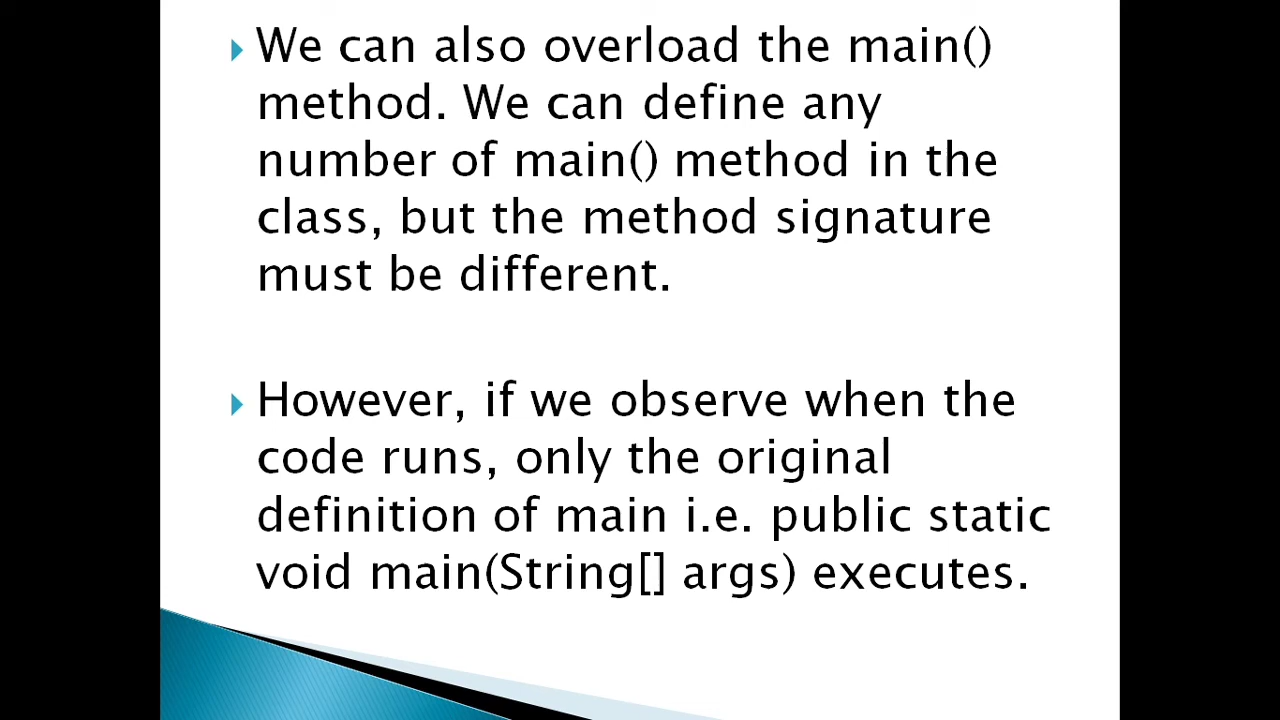 We can also overload the main()
method. We can define any
number of main() method in the
class, but the method signature
must be different.
However, if we observe when the
code runs, only the original
definition of main i.e. public static
void main(String[] args) executes.